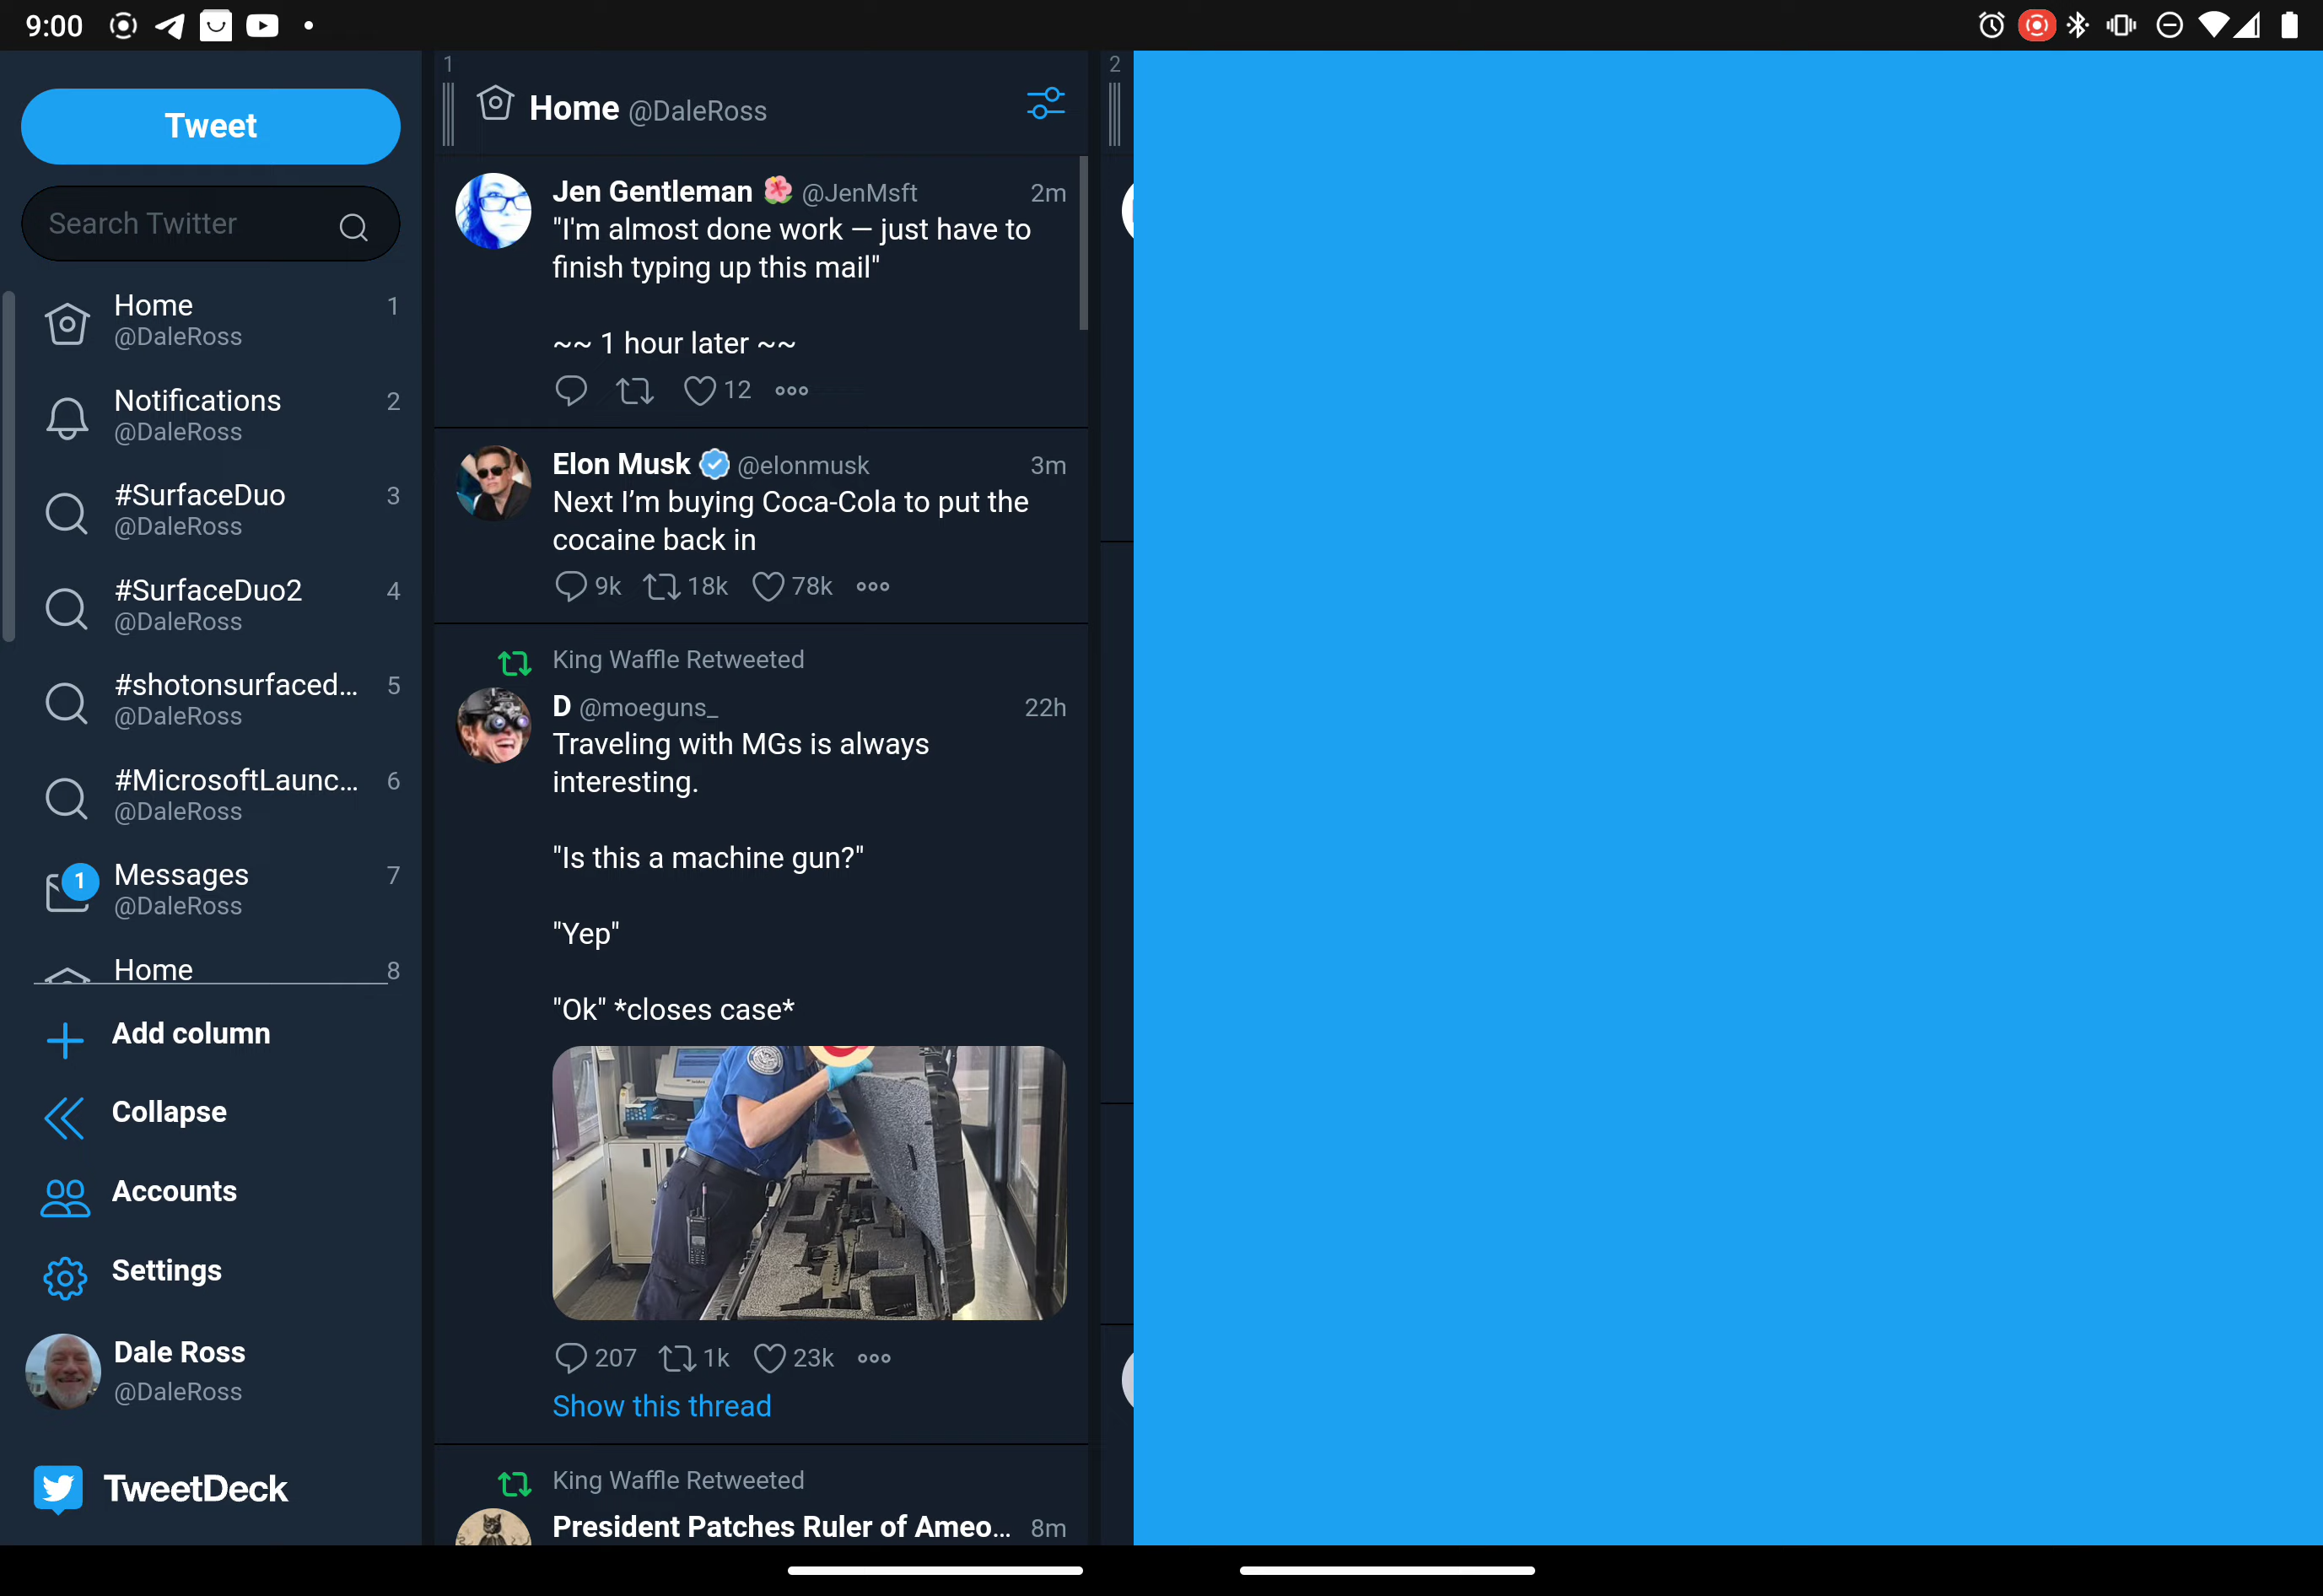 9:00
Tweet
Search Twitter
Home 1
@DaleRoss
Notifications 2
@DaleRoss
#SurfaceDuo 3
@DaleRoss
#SurfaceDuo2 4
@DaleRoss
#shotonsurfaced... 5
@DaleRoss
#MicrosoftLaunc... 6
@DaleRoss
1
Messages 7
@DaleRoss
Home 8
Add column
Collapse
Accounts
Settings
Dale Ross
@DaleRoss
TweetDeck
1
Home @DaleRoss
Jen Gentleman 🌺 @JenMsft 2m
"I'm almost done work — just have to
finish typing up this mail"
~~ 1 hour later ~~
12
Elon Musk @elonmusk 3m
Next I’m buying Coca-Cola to put the
cocaine back in
9k 18k 78k
King Waffle Retweeted
D @moeguns_ 22h
Traveling with MGs is always
interesting.
"Is this a machine gun?"
"Yep"
"Ok" *closes case*
207 1k 23k
Show this thread
King Waffle Retweeted
President Patches Ruler of Ameo... 8m
2